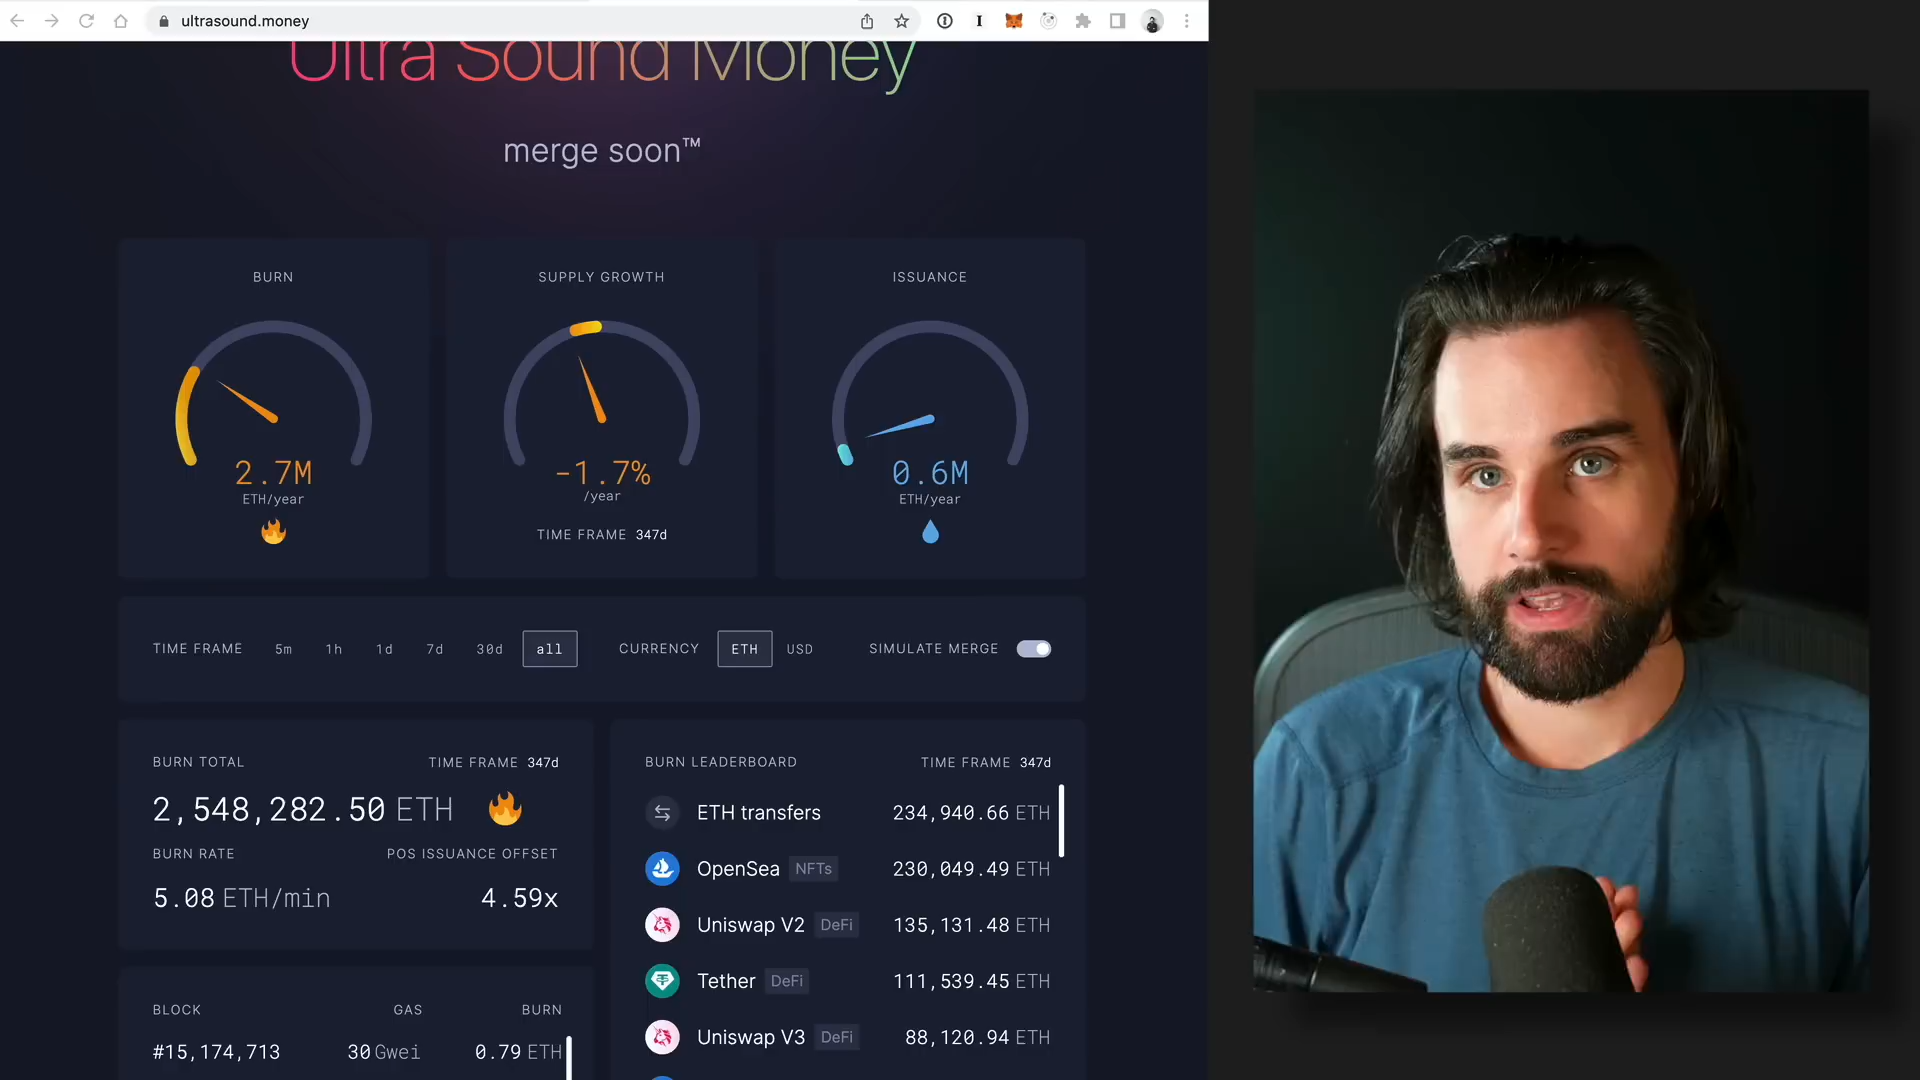 ultrasound.money
Ultra Sound Money
merge soon™
BURN
2.7M
ETH/year
SUPPLY GROWTH
-1.7%
/year
TIME FRAME 347d
ISSUANCE
0.6M
ETH/year
TIME FRAME 5m 1h 1d 7d 30d all CURRENCY ETH USD SIMULATE MERGE
BURN TOTAL TIME FRAME 347d
2,548,282.50 ETH
BURN RATE POS ISSUANCE OFFSET
5.08 ETH/min 4.59x
BLOCK GAS BURN
#15,174,713 30 Gwei 0.79 ETH
BURN LEADERBOARD TIME FRAME 347d
ETH transfers 234,940.66 ETH
OpenSea NFTs 230,049.49 ETH
Uniswap V2 DeFi 135,131.48 ETH
Tether DeFi 111,539.45 ETH
Uniswap V3 DeFi 88,120.94 ETH